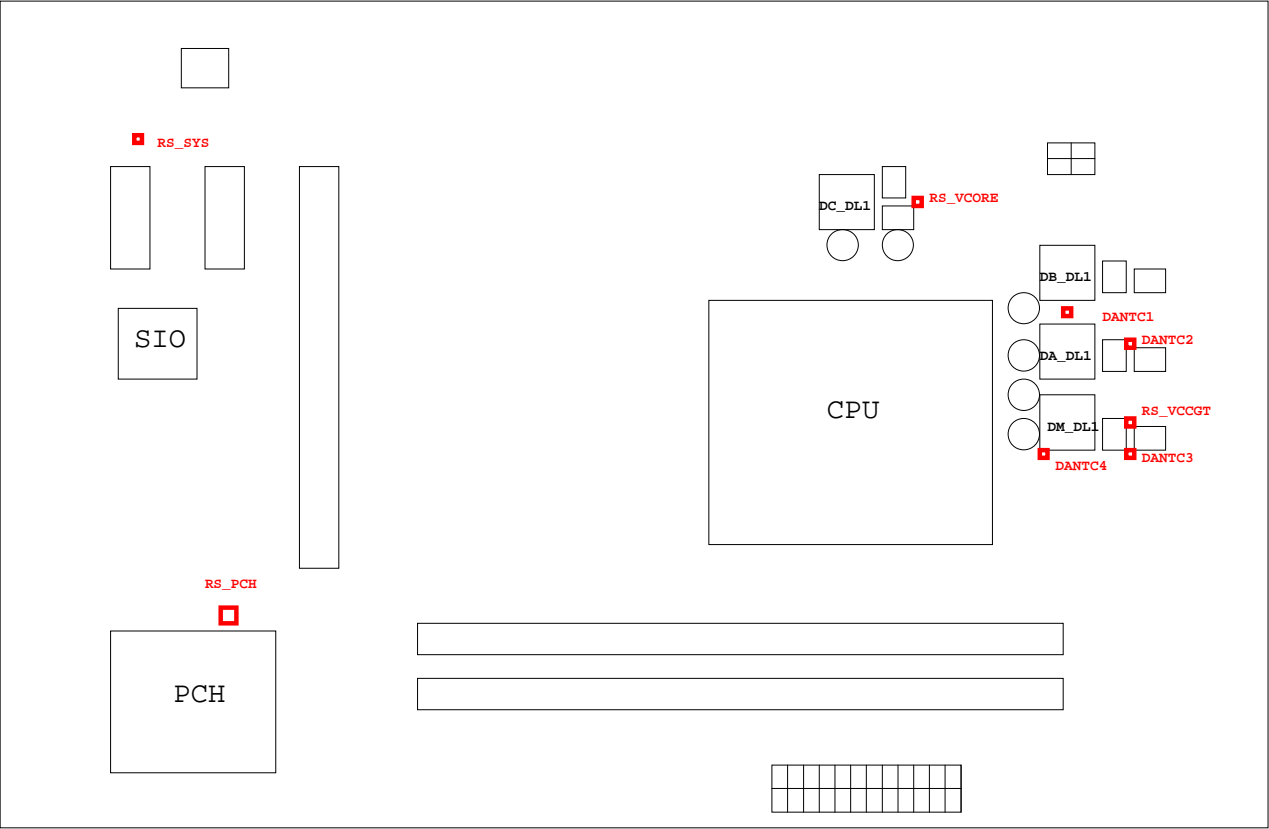 RS_SYS
RS_VCORE
DC_DL1
DB_DL1
DANTC1
SIO
DANTC2
DA_DL1
CPU
RS_VCCGT
DM_DL1
DANTC3
DANTC4
RS_PCH
PCH